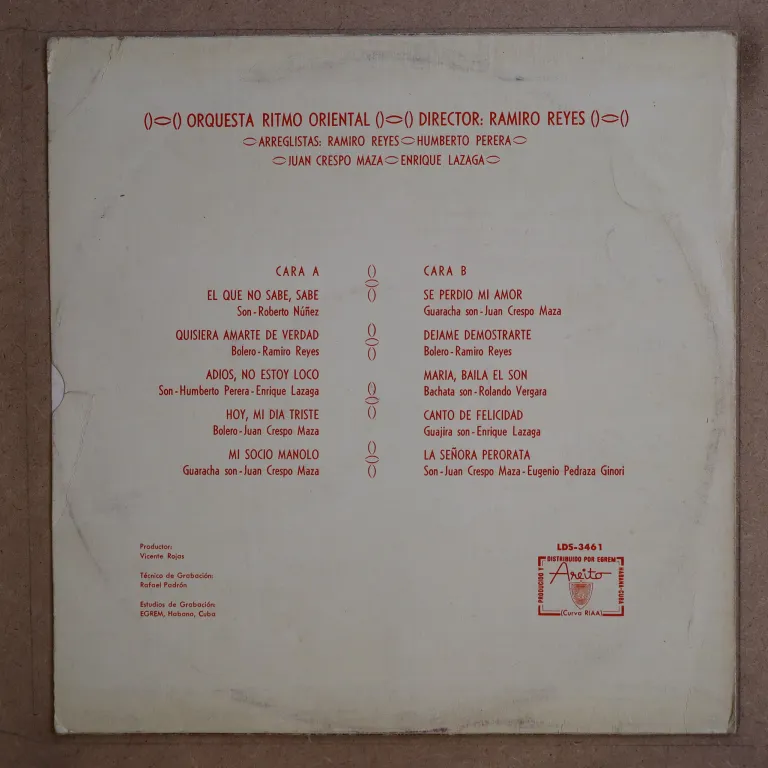 ORQUESTA RITMO ORIENTAL DIRECTOR: RAMIRO REYES
ARREGLISTAS: RAMIRO REYES HUMBERTO PERERA
JUAN CRESPO MAZA ENRIQUE LAZAGA
CARA A
EL QUE NO SABE, SABE
Son-Roberto Núñez
QUISIERA AMARTE DE VERDAD
Bolero-Ramiro Reyes
ADIOS, NO ESTOY LOCO
Son-Humberto Perera-Enrique Lazaga
HOY, MI DIA TRISTE
Bolero-Juan Crespo Maza
MI SOCIO MANOLO
Guaracha son-Juan Crespo Maza
CARA B
SE PERDIO MI AMOR
Guaracha son-Juan Crespo Maza
DEJAME DEMOSTRARTE
Bolero-Ramiro Reyes
MARIA, BAILA EL SON
Bachata son-Rolando Vergara
CANTO DE FELICIDAD
Guajira son-Enrique Lazaga
LA SEÑORA PERORATA
Son-Juan Crespo Maza-Eugenio Pedraza Ginori
Productor:
Vicente Rojas
Técnico de Grabación:
Rafael Padrón
Estudios de Grabación
EGREM, Habana, Cuba
LDS-3461
PRODUCIDO Y
DISTRIBUIDO POR EGREM
HABANA-CUBA
Areito
(Curva RIAA)